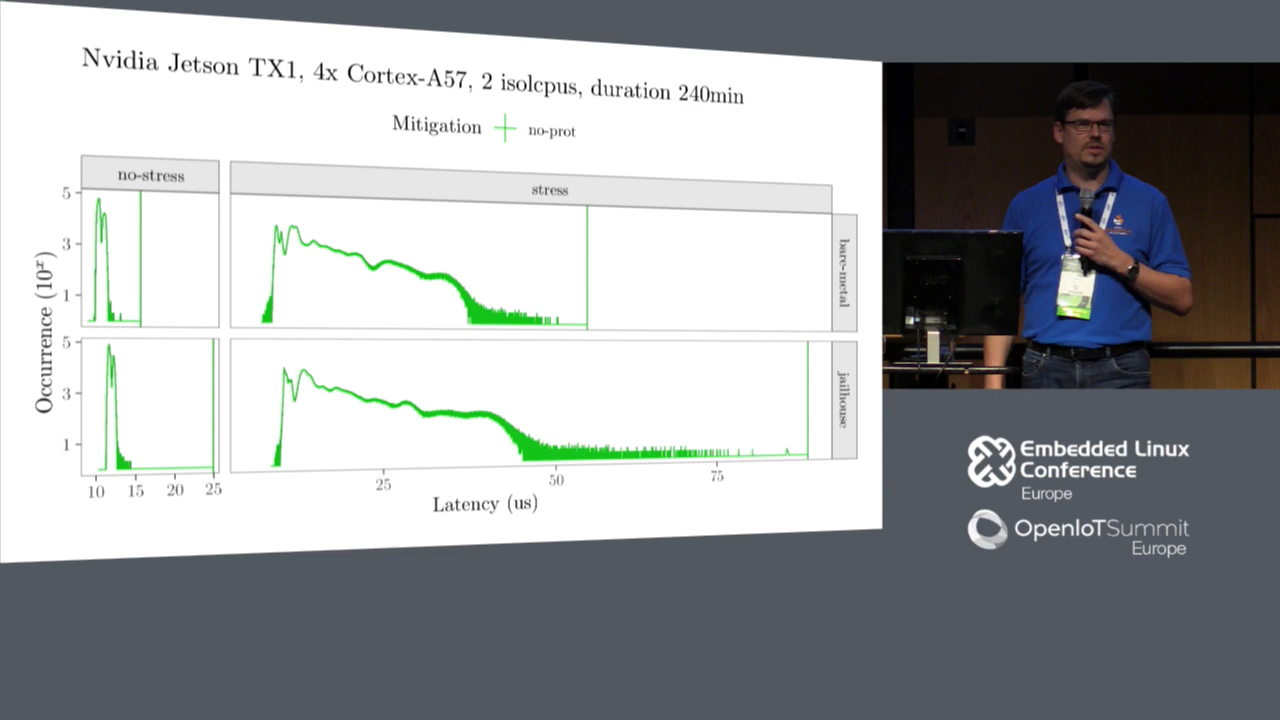 Nvidia Jetson TX1, 4x Cortex-A57, 2 isolcpus, duration 240min
Mitigation no-prot
no-stress
stress
Occurrence (10^x)
5
3
1
bare-metal
5
3
1
jailhouse
10 15 20 25
25 50 75
Latency (us)
Embedded Linux
Conference
Europe
OpenIoTSummit
Europe